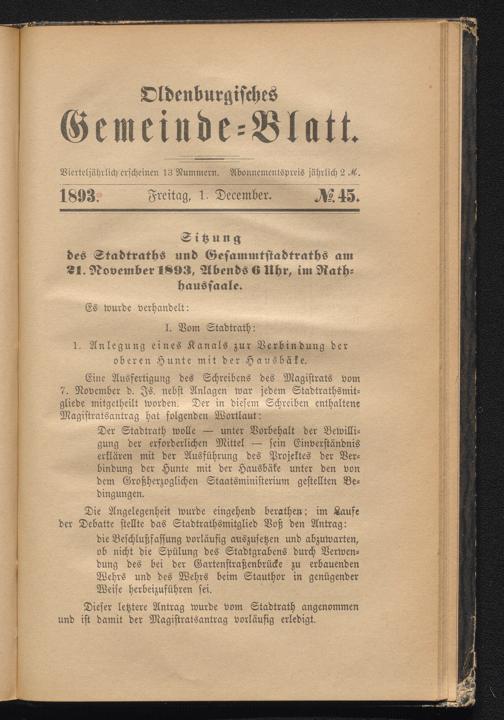 Oldenburgisches
Gemeinde-Blatt.
Vierteljährlich erscheinen 13 Nummern. Abonnementspreis jährlich 2 M.
1893. Freitag, 1. December. № 45.
Sitzung
des Stadtraths und Gesammtstadtraths am
21. November 1893, Abends 6 Uhr, im Rath-
haussaale.
Es wurde verhandelt:
I. Vom Stadtrath:
1. Anlegung eines Kanals zur Verbindung der
oberen Hunte mit der Hausbäke.
Eine Ausfertigung des Schreibens des Magistrats vom
7. November d. Js. nebst Anlagen war jedem Stadtrathsmit-
gliede mitgetheilt worden. Der in diesem Schreiben enthaltene
Magistratsantrag hat folgenden Wortlaut:
Der Stadtrath wolle — unter Vorbehalt der Bewilli-
gung der erforderlichen Mittel — sein Einverständnis
erklären mit der Ausführung des Projektes der Ver-
bindung der Hunte mit der Hausbäke unter den von
dem Großherzoglichen Staatsministerium gestellten Be-
dingungen.
Die Angelegenheit wurde eingehend berathen; im Laufe
der Debatte stellte das Stadtrathsmitglied Voß den Antrag:
die Beschlußfassung vorläufig auszusetzen und abzuwarten,
ob nicht die Spülung des Stadtgrabens durch Verwen-
dung des bei der Gartenstraßenbrücke zu erbauenden
Wehrs und des Wehrs beim Stauthor in genügender
Weise herbeizuführen sei.
Dieser letztere Antrag wurde vom Stadtrath angenommen
und ist damit der Magistratsantrag vorläufig erledigt.